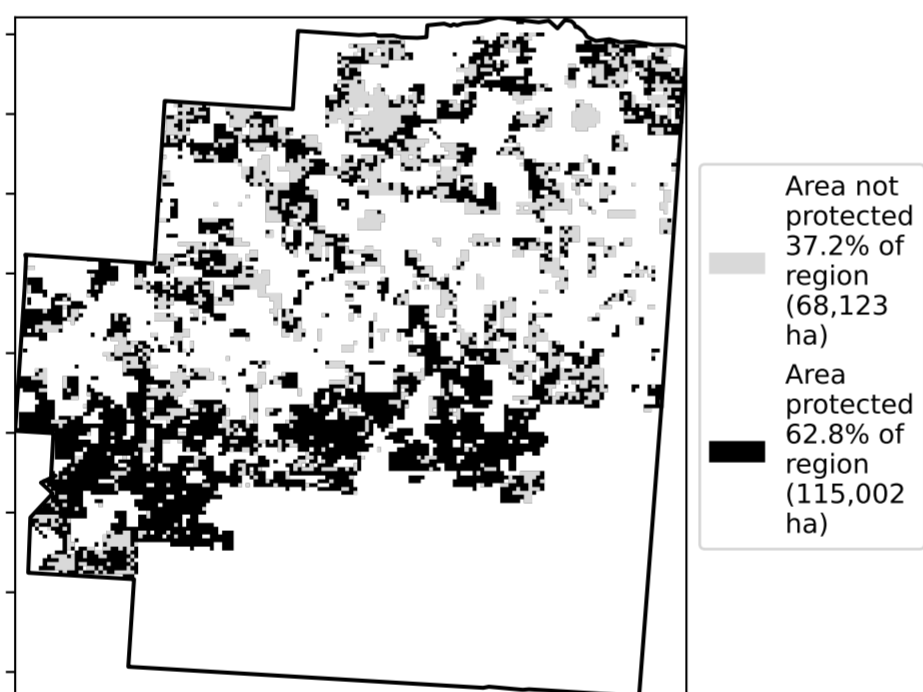 Area not
protected
37.2% of
region
(68,123
ha)
Area
protected
62.8% of
region
(115,002
ha)